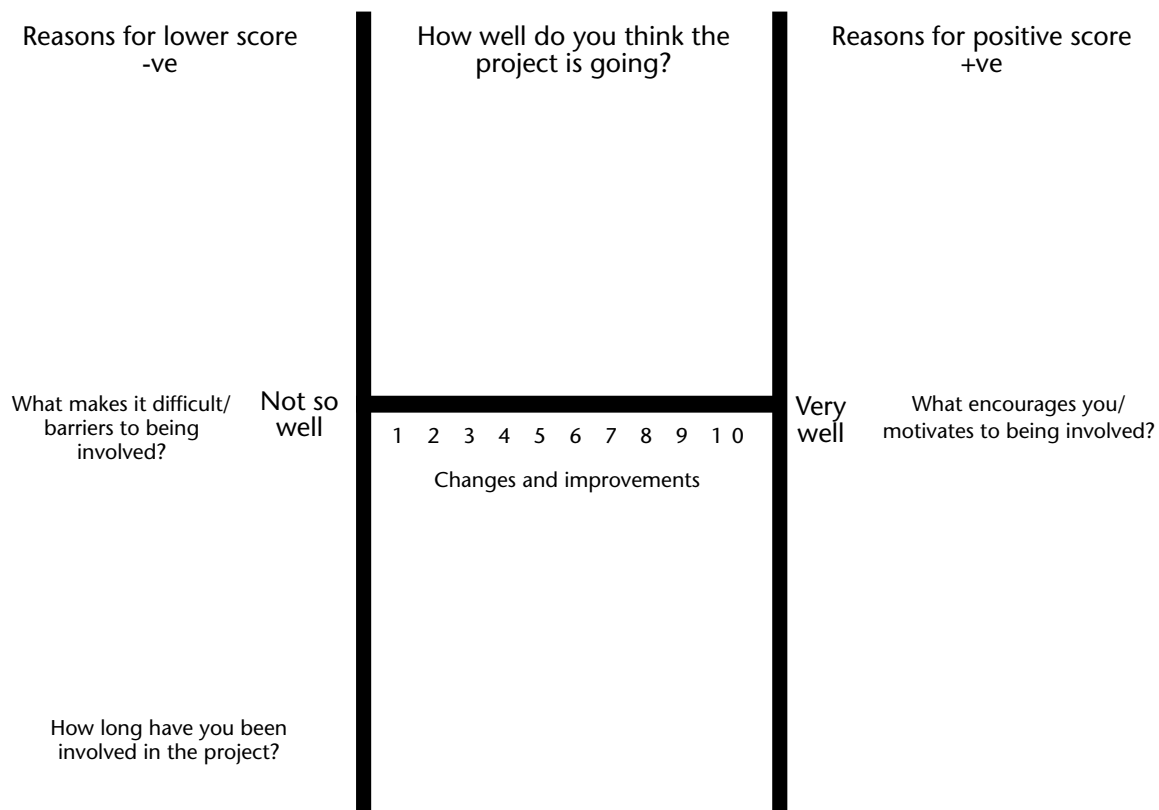 Reasons for lower score
-ve
How well do you think the
project is going?
Reasons for positive score
+ve
What makes it difficult/
barriers to being
involved?
Not so
well
1 2 3 4 5 6 7 8 9 1 0
Very
well
What encourages you/
motivates to being involved?
Changes and improvements
How long have you been
involved in the project?